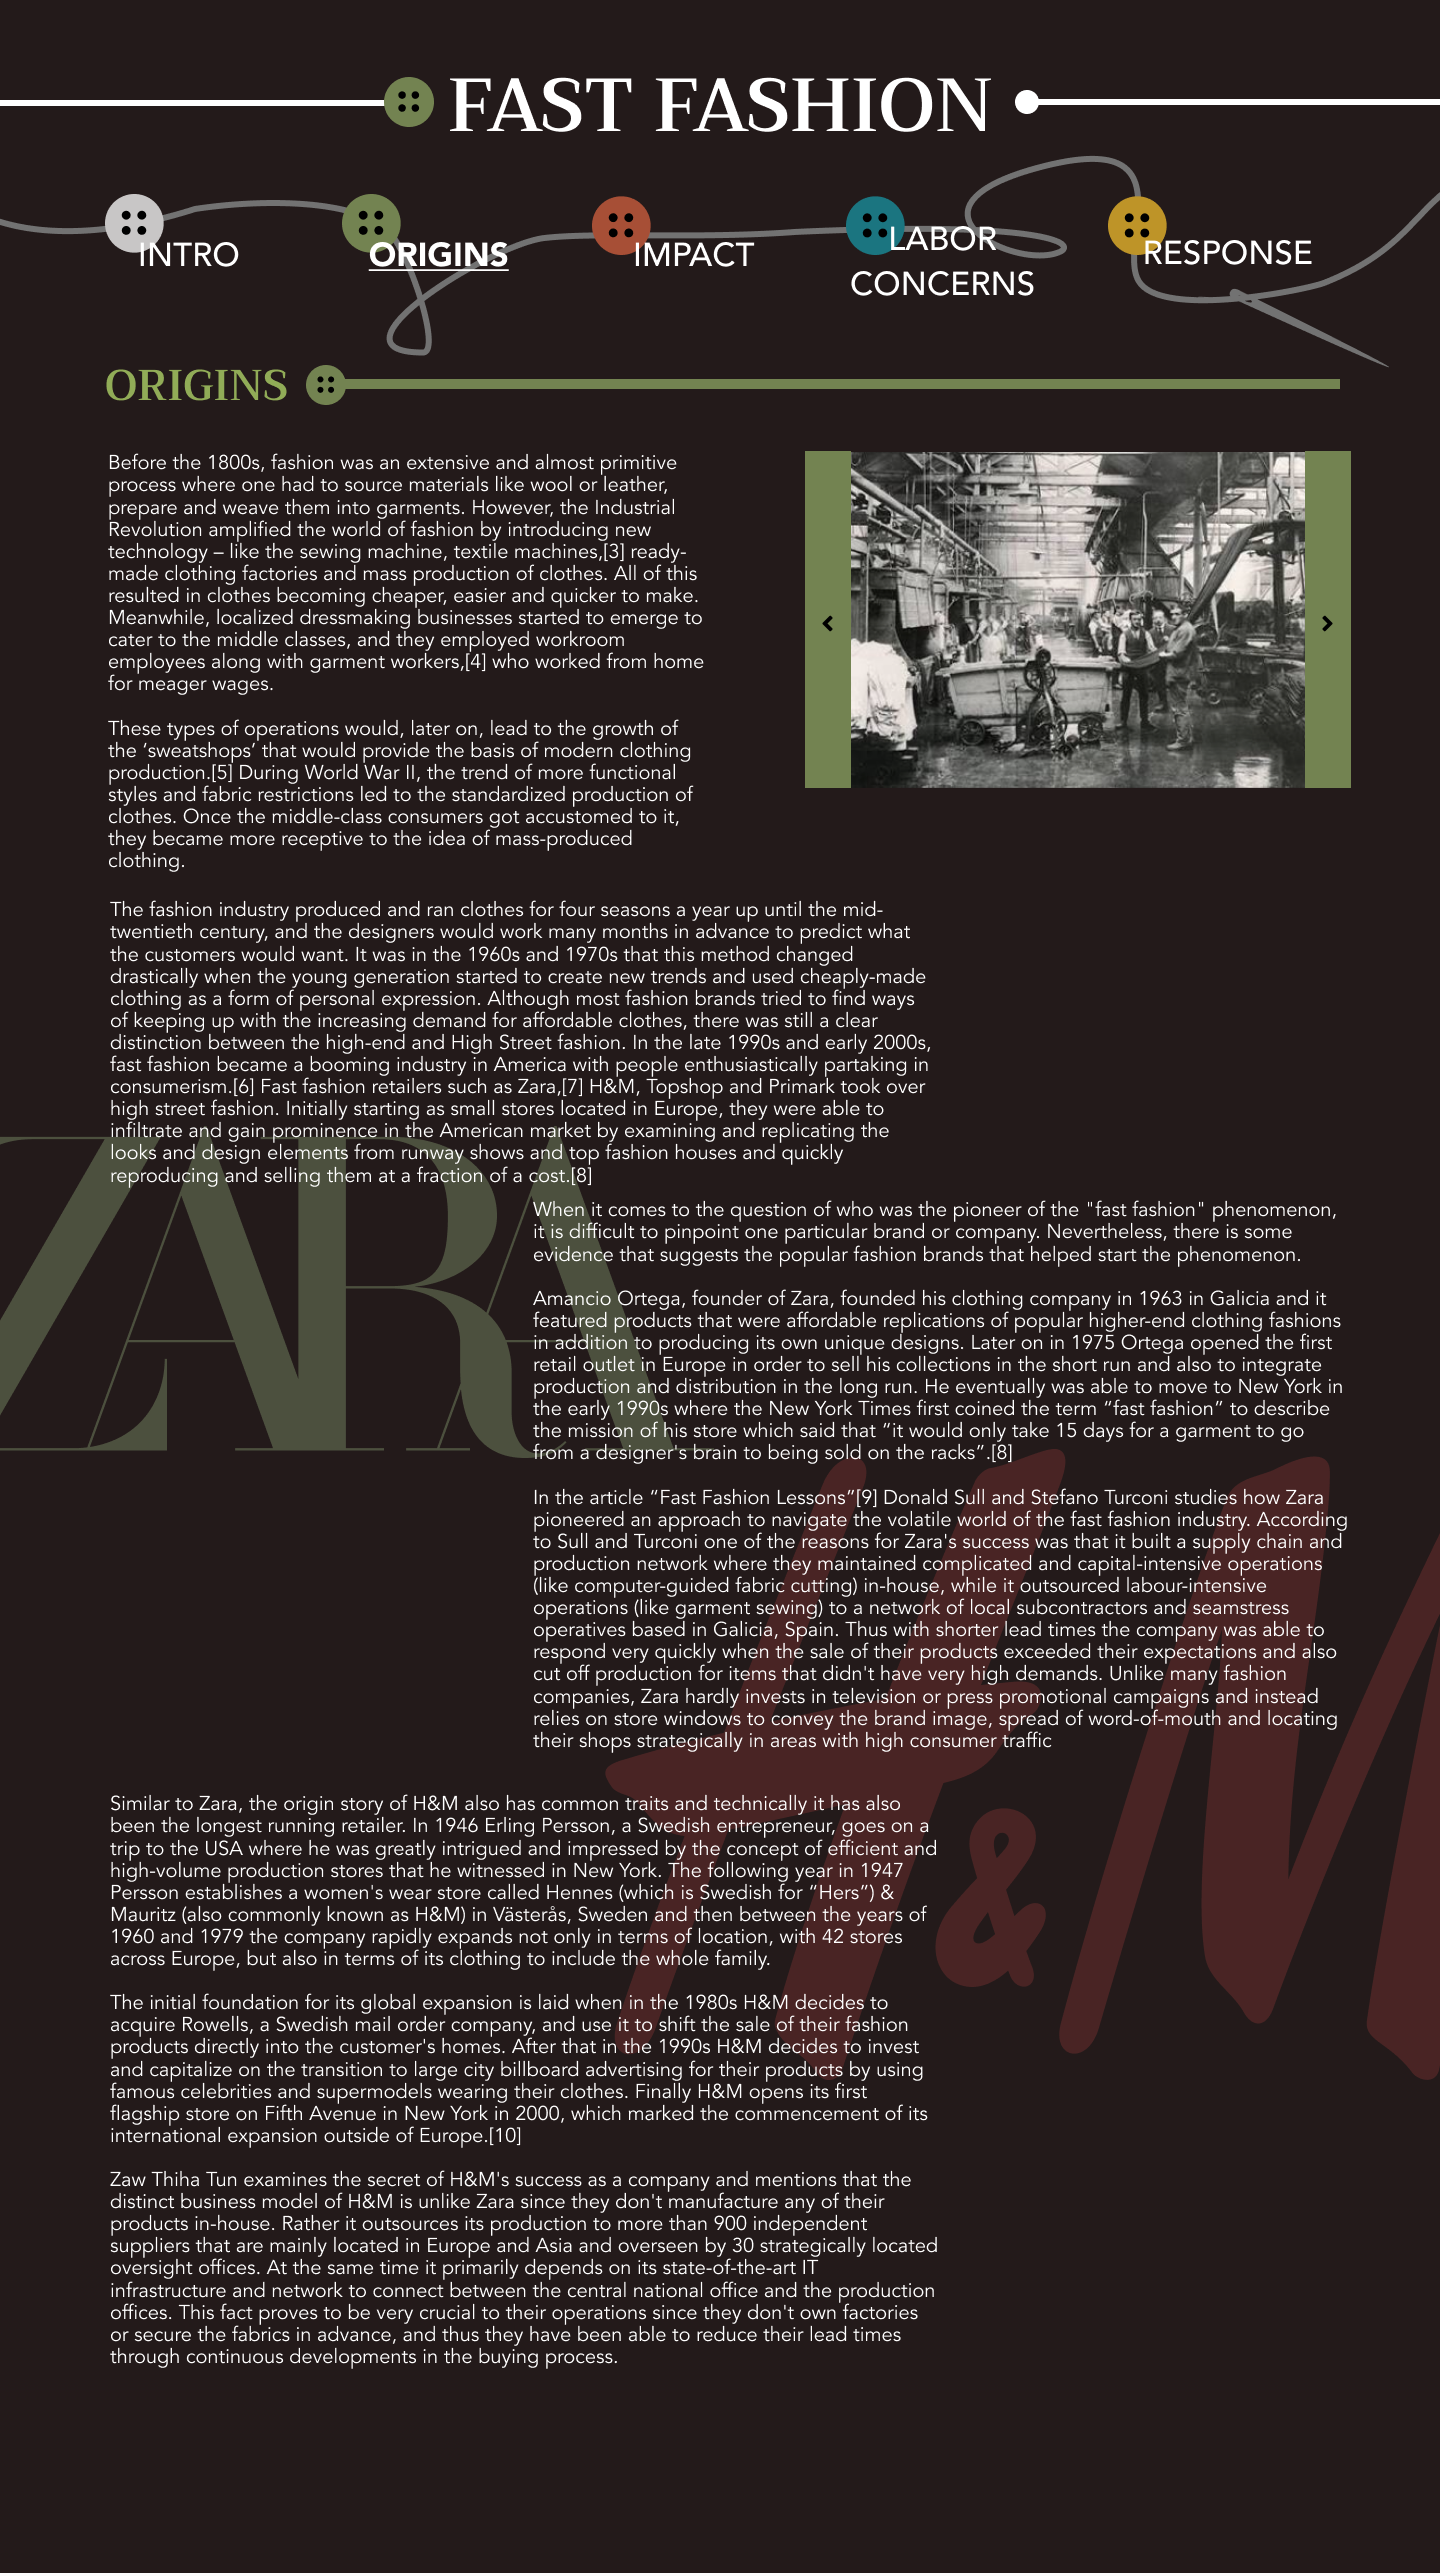 FAST FASHION
INTRO
ORIGINS
IMPACT
LABOR
CONCERNS
RESPONSE
ORIGINS
Before the 1800s, fashion was an extensive and almost primitive
process where one had to source materials like wool or leather,
prepare and weave them into garments. However, the Industrial
Revolution amplified the world of fashion by introducing new
technology – like the sewing machine, textile machines,[3] ready-
made clothing factories and mass production of clothes. All of this
resulted in clothes becoming cheaper, easier and quicker to make.
Meanwhile, localized dressmaking businesses started to emerge to
cater to the middle classes, and they employed workroom
employees along with garment workers,[4] who worked from home
for meager wages.
These types of operations would, later on, lead to the growth of
the ‘sweatshops’ that would provide the basis of modern clothing
production.[5] During World War II, the trend of more functional
styles and fabric restrictions led to the standardized production of
clothes. Once the middle-class consumers got accustomed to it,
they became more receptive to the idea of mass-produced
clothing.
The fashion industry produced and ran clothes for four seasons a year up until the mid-
twentieth century, and the designers would work many months in advance to predict what
the customers would want. It was in the 1960s and 1970s that this method changed
drastically when the young generation started to create new trends and used cheaply-made
clothing as a form of personal expression. Although most fashion brands tried to find ways
of keeping up with the increasing demand for affordable clothes, there was still a clear
distinction between the high-end and High Street fashion. In the late 1990s and early 2000s,
fast fashion became a booming industry in America with people enthusiastically partaking in
consumerism.[6] Fast fashion retailers such as Zara,[7] H&M, Topshop and Primark took over
high street fashion. Initially starting as small stores located in Europe, they were able to
infiltrate and gain prominence in the American market by examining and replicating the
looks and design elements from runway shows and top fashion houses and quickly
reproducing and selling them at a fraction of a cost.[8]
ZARA
When it comes to the question of who was the pioneer of the "fast fashion" phenomenon,
it is difficult to pinpoint one particular brand or company. Nevertheless, there is some
evidence that suggests the popular fashion brands that helped start the phenomenon.
Amancio Ortega, founder of Zara, founded his clothing company in 1963 in Galicia and it
featured products that were affordable replications of popular higher-end clothing fashions
in addition to producing its own unique designs. Later on in 1975 Ortega opened the first
retail outlet in Europe in order to sell his collections in the short run and also to integrate
production and distribution in the long run. He eventually was able to move to New York in
the early 1990s where the New York Times first coined the term “fast fashion” to describe
the mission of his store which said that “it would only take 15 days for a garment to go
from a designer's brain to being sold on the racks”.[8]
In the article “Fast Fashion Lessons”[9] Donald Sull and Stefano Turconi studies how Zara
pioneered an approach to navigate the volatile world of the fast fashion industry. According
to Sull and Turconi one of the reasons for Zara's success was that it built a supply chain and
production network where they maintained complicated and capital-intensive operations
(like computer-guided fabric cutting) in-house, while it outsourced labour-intensive
operations (like garment sewing) to a network of local subcontractors and seamstress
operatives based in Galicia, Spain. Thus with shorter lead times the company was able to
respond very quickly when the sale of their products exceeded their expectations and also
cut off production for items that didn't have very high demands. Unlike many fashion
companies, Zara hardly invests in television or press promotional campaigns and instead
relies on store windows to convey the brand image, spread of word-of-mouth and locating
their shops strategically in areas with high consumer traffic
H&M
Similar to Zara, the origin story of H&M also has common traits and technically it has also
been the longest running retailer. In 1946 Erling Persson, a Swedish entrepreneur, goes on a
trip to the USA where he was greatly intrigued and impressed by the concept of efficient and
high-volume production stores that he witnessed in New York. The following year in 1947
Persson establishes a women's wear store called Hennes (which is Swedish for “Hers”) &
Mauritz (also commonly known as H&M) in Västerås, Sweden and then between the years of
1960 and 1979 the company rapidly expands not only in terms of location, with 42 stores
across Europe, but also in terms of its clothing to include the whole family.
The initial foundation for its global expansion is laid when in the 1980s H&M decides to
acquire Rowells, a Swedish mail order company, and use it to shift the sale of their fashion
products directly into the customer's homes. After that in the 1990s H&M decides to invest
and capitalize on the transition to large city billboard advertising for their products by using
famous celebrities and supermodels wearing their clothes. Finally H&M opens its first
flagship store on Fifth Avenue in New York in 2000, which marked the commencement of its
international expansion outside of Europe.[10]
Zaw Thiha Tun examines the secret of H&M's success as a company and mentions that the
distinct business model of H&M is unlike Zara since they don't manufacture any of their
products in-house. Rather it outsources its production to more than 900 independent
suppliers that are mainly located in Europe and Asia and overseen by 30 strategically located
oversight offices. At the same time it primarily depends on its state-of-the-art IT
infrastructure and network to connect between the central national office and the production
offices. This fact proves to be very crucial to their operations since they don't own factories
or secure the fabrics in advance, and thus they have been able to reduce their lead times
through continuous developments in the buying process.